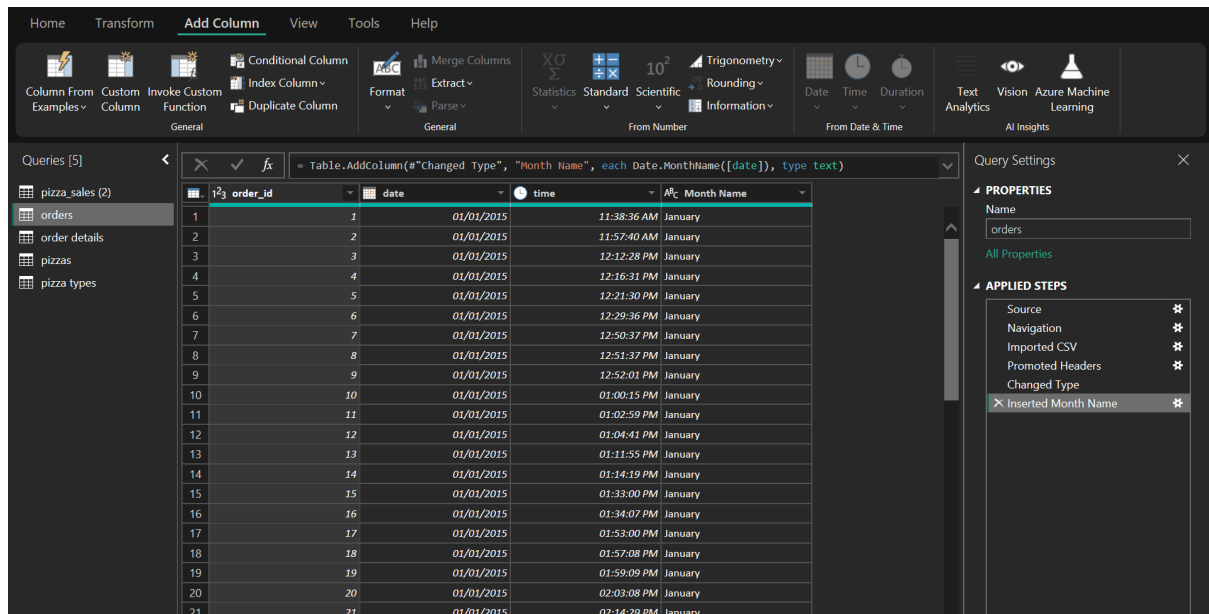 Home Transform Add Column View Tools Help
Column From Examples
Custom Column
Invoke Custom Function
Conditional Column
Index Column
Duplicate Column
General
ABC
Format
Merge Columns
Extract
Parse
General
Statistics
Standard
10²
Scientific
Trigonometry
Rounding
Information
From Number
Date
Time
Duration
From Date & Time
Text Analytics
Vision
Azure Machine Learning
AI Insights
Queries [5]
pizza_sales (2)
orders
order details
pizzas
pizza types
fx = Table.AddColumn(#"Changed Type", "Month Name", each Date.MonthName([date]), type text)
1²3 order_id date time ABC Month Name
1 1 01/01/2015 11:38:36 AM January
2 2 01/01/2015 11:57:40 AM January
3 3 01/01/2015 12:12:28 PM January
4 4 01/01/2015 12:16:31 PM January
5 5 01/01/2015 12:21:30 PM January
6 6 01/01/2015 12:29:36 PM January
7 7 01/01/2015 12:50:37 PM January
8 8 01/01/2015 12:51:37 PM January
9 9 01/01/2015 12:52:01 PM January
10 10 01/01/2015 01:00:15 PM January
11 11 01/01/2015 01:02:59 PM January
12 12 01/01/2015 01:04:41 PM January
13 13 01/01/2015 01:11:55 PM January
14 14 01/01/2015 01:14:19 PM January
15 15 01/01/2015 01:33:00 PM January
16 16 01/01/2015 01:34:07 PM January
17 17 01/01/2015 01:53:00 PM January
18 18 01/01/2015 01:57:08 PM January
19 19 01/01/2015 01:59:09 PM January
20 20 01/01/2015 02:03:08 PM January
21 21 01/01/2015 02:14:29 PM January
Query Settings
PROPERTIES
Name
orders
All Properties
APPLIED STEPS
Source
Navigation
Imported CSV
Promoted Headers
Changed Type
Inserted Month Name